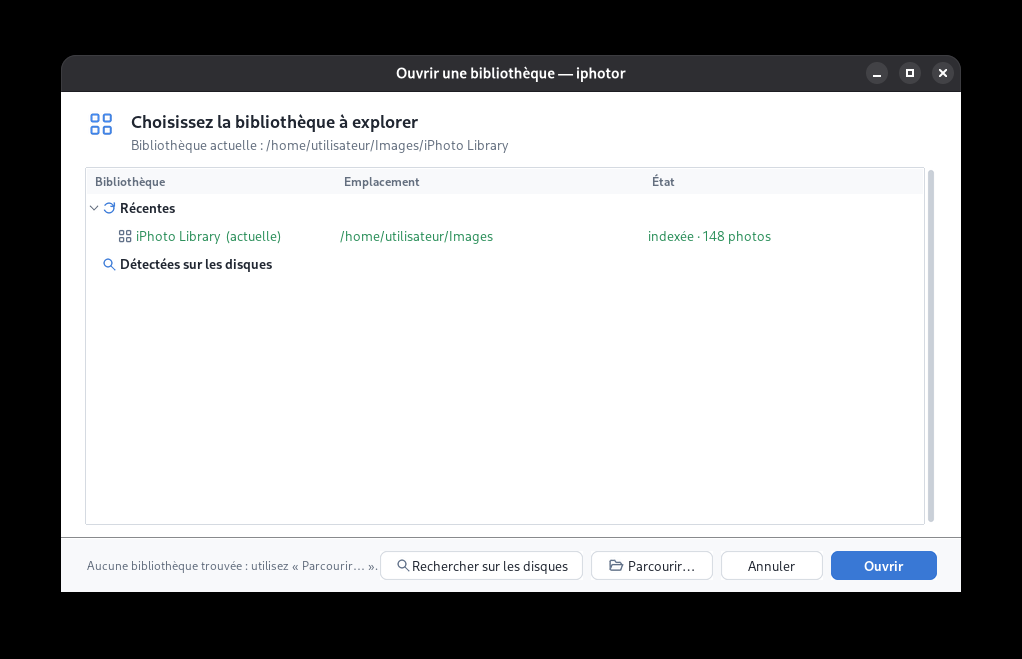 Ouvrir une bibliothèque — iphotor
Choisissez la bibliothèque à explorer
Bibliothèque actuelle : /home/utilisateur/Images/iPhoto Library
Bibliothèque Emplacement État
Récentes
iPhoto Library (actuelle) /home/utilisateur/Images indexée · 148 photos
Détectées sur les disques
Aucune bibliothèque trouvée : utilisez « Parcourir… ». Rechercher sur les disques Parcourir… Annuler Ouvrir